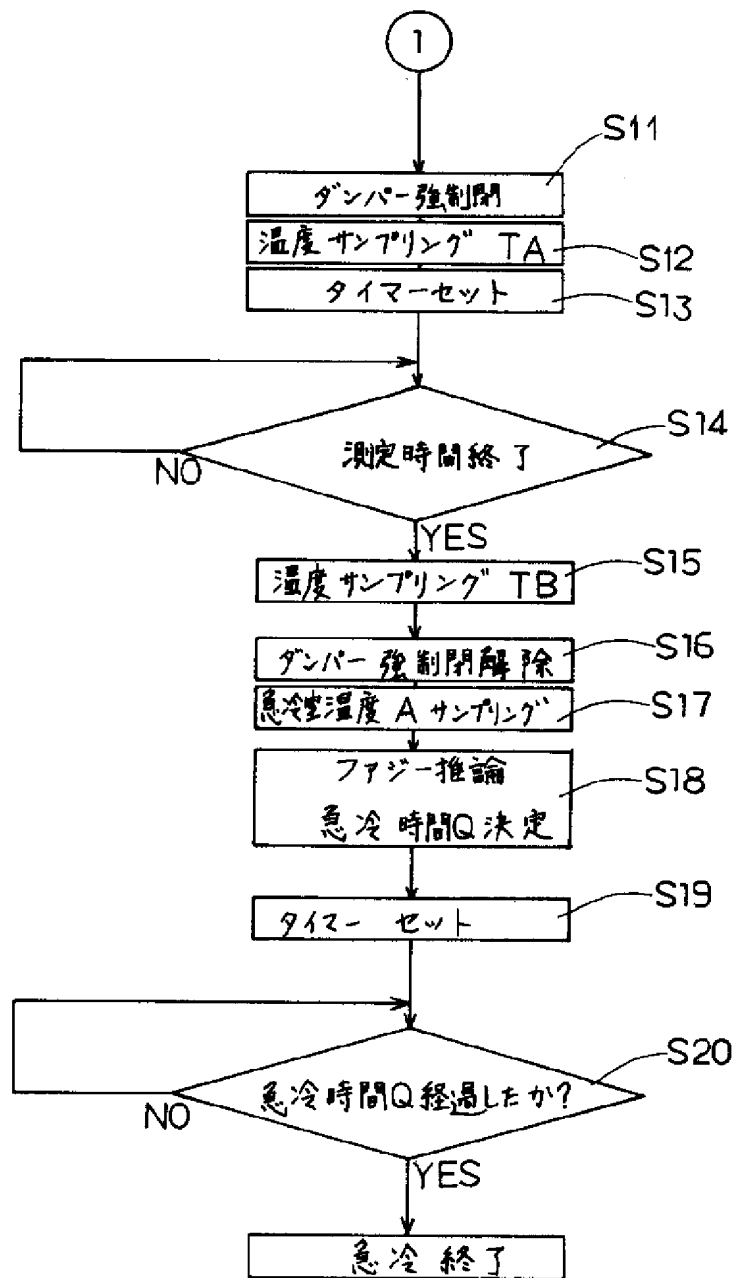 1
S11
ダンパー強制閉
温度サンプリング TA
S12
タイマーセット
S13
S14
測定時間終了
NO
YES
S15
温度サンプリング TB
S16
ダンパー強制閉解除
急冷室温度 A サンプリング
S17
ファジー推論
S18
急冷時間Q決定
S19
タイマー セット
S20
急冷時間Q経過したか?
NO
YES
急冷終了